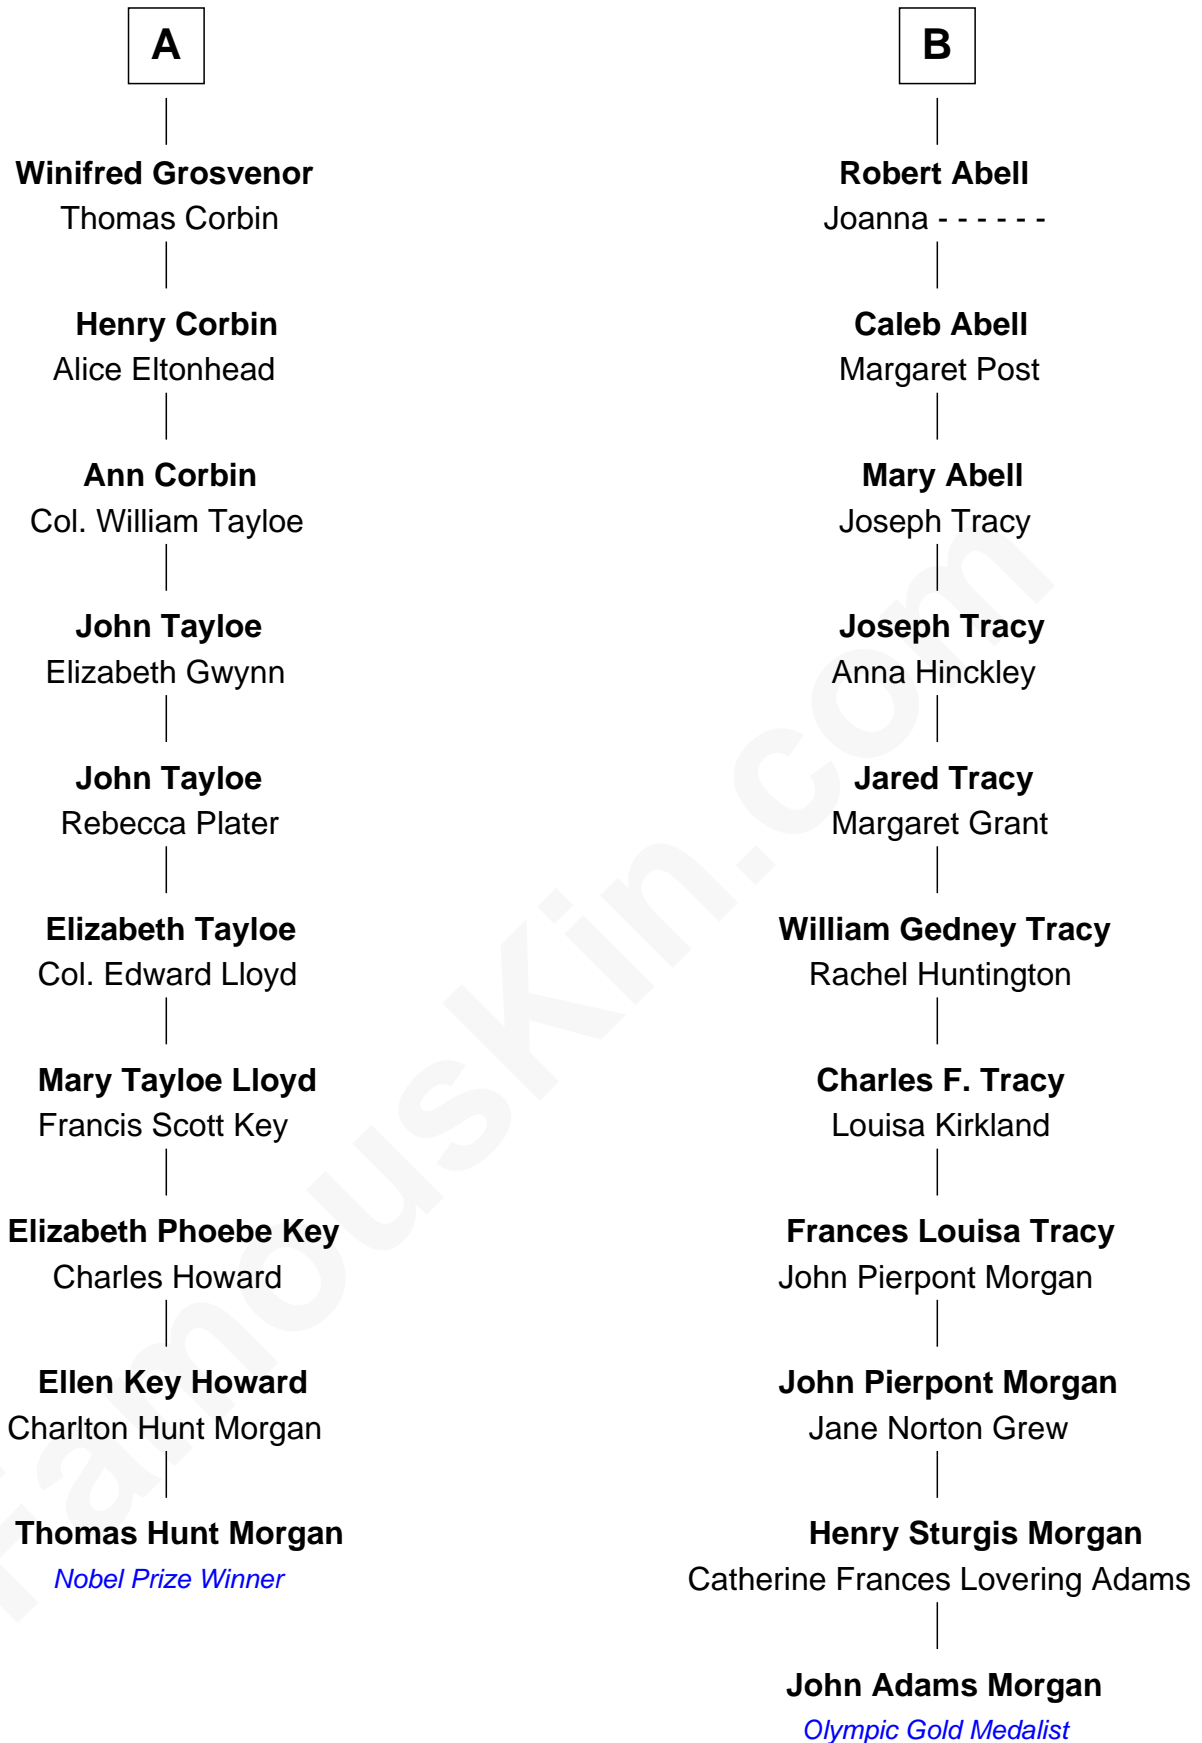 A
Winifred Grosvenor
Thomas Corbin
Henry Corbin
Alice Eltonhead
Ann Corbin
Col. William Tayloe
John Tayloe
Elizabeth Gwynn
John Tayloe
Rebecca Plater
Elizabeth Tayloe
Col. Edward Lloyd
Mary Tayloe Lloyd
Francis Scott Key
Elizabeth Phoebe Key
Charles Howard
Ellen Key Howard
Charlton Hunt Morgan
Thomas Hunt Morgan
Nobel Prize Winner
B
Robert Abell
Joanna - - - - - -
Caleb Abell
Margaret Post
Mary Abell
Joseph Tracy
Joseph Tracy
Anna Hinckley
Jared Tracy
Margaret Grant
William Gedney Tracy
Rachel Huntington
Charles F. Tracy
Louisa Kirkland
Frances Louisa Tracy
John Pierpont Morgan
John Pierpont Morgan
Jane Norton Grew
Henry Sturgis Morgan
Catherine Frances Lovering Adams
John Adams Morgan
Olympic Gold Medalist
FamousKin.com